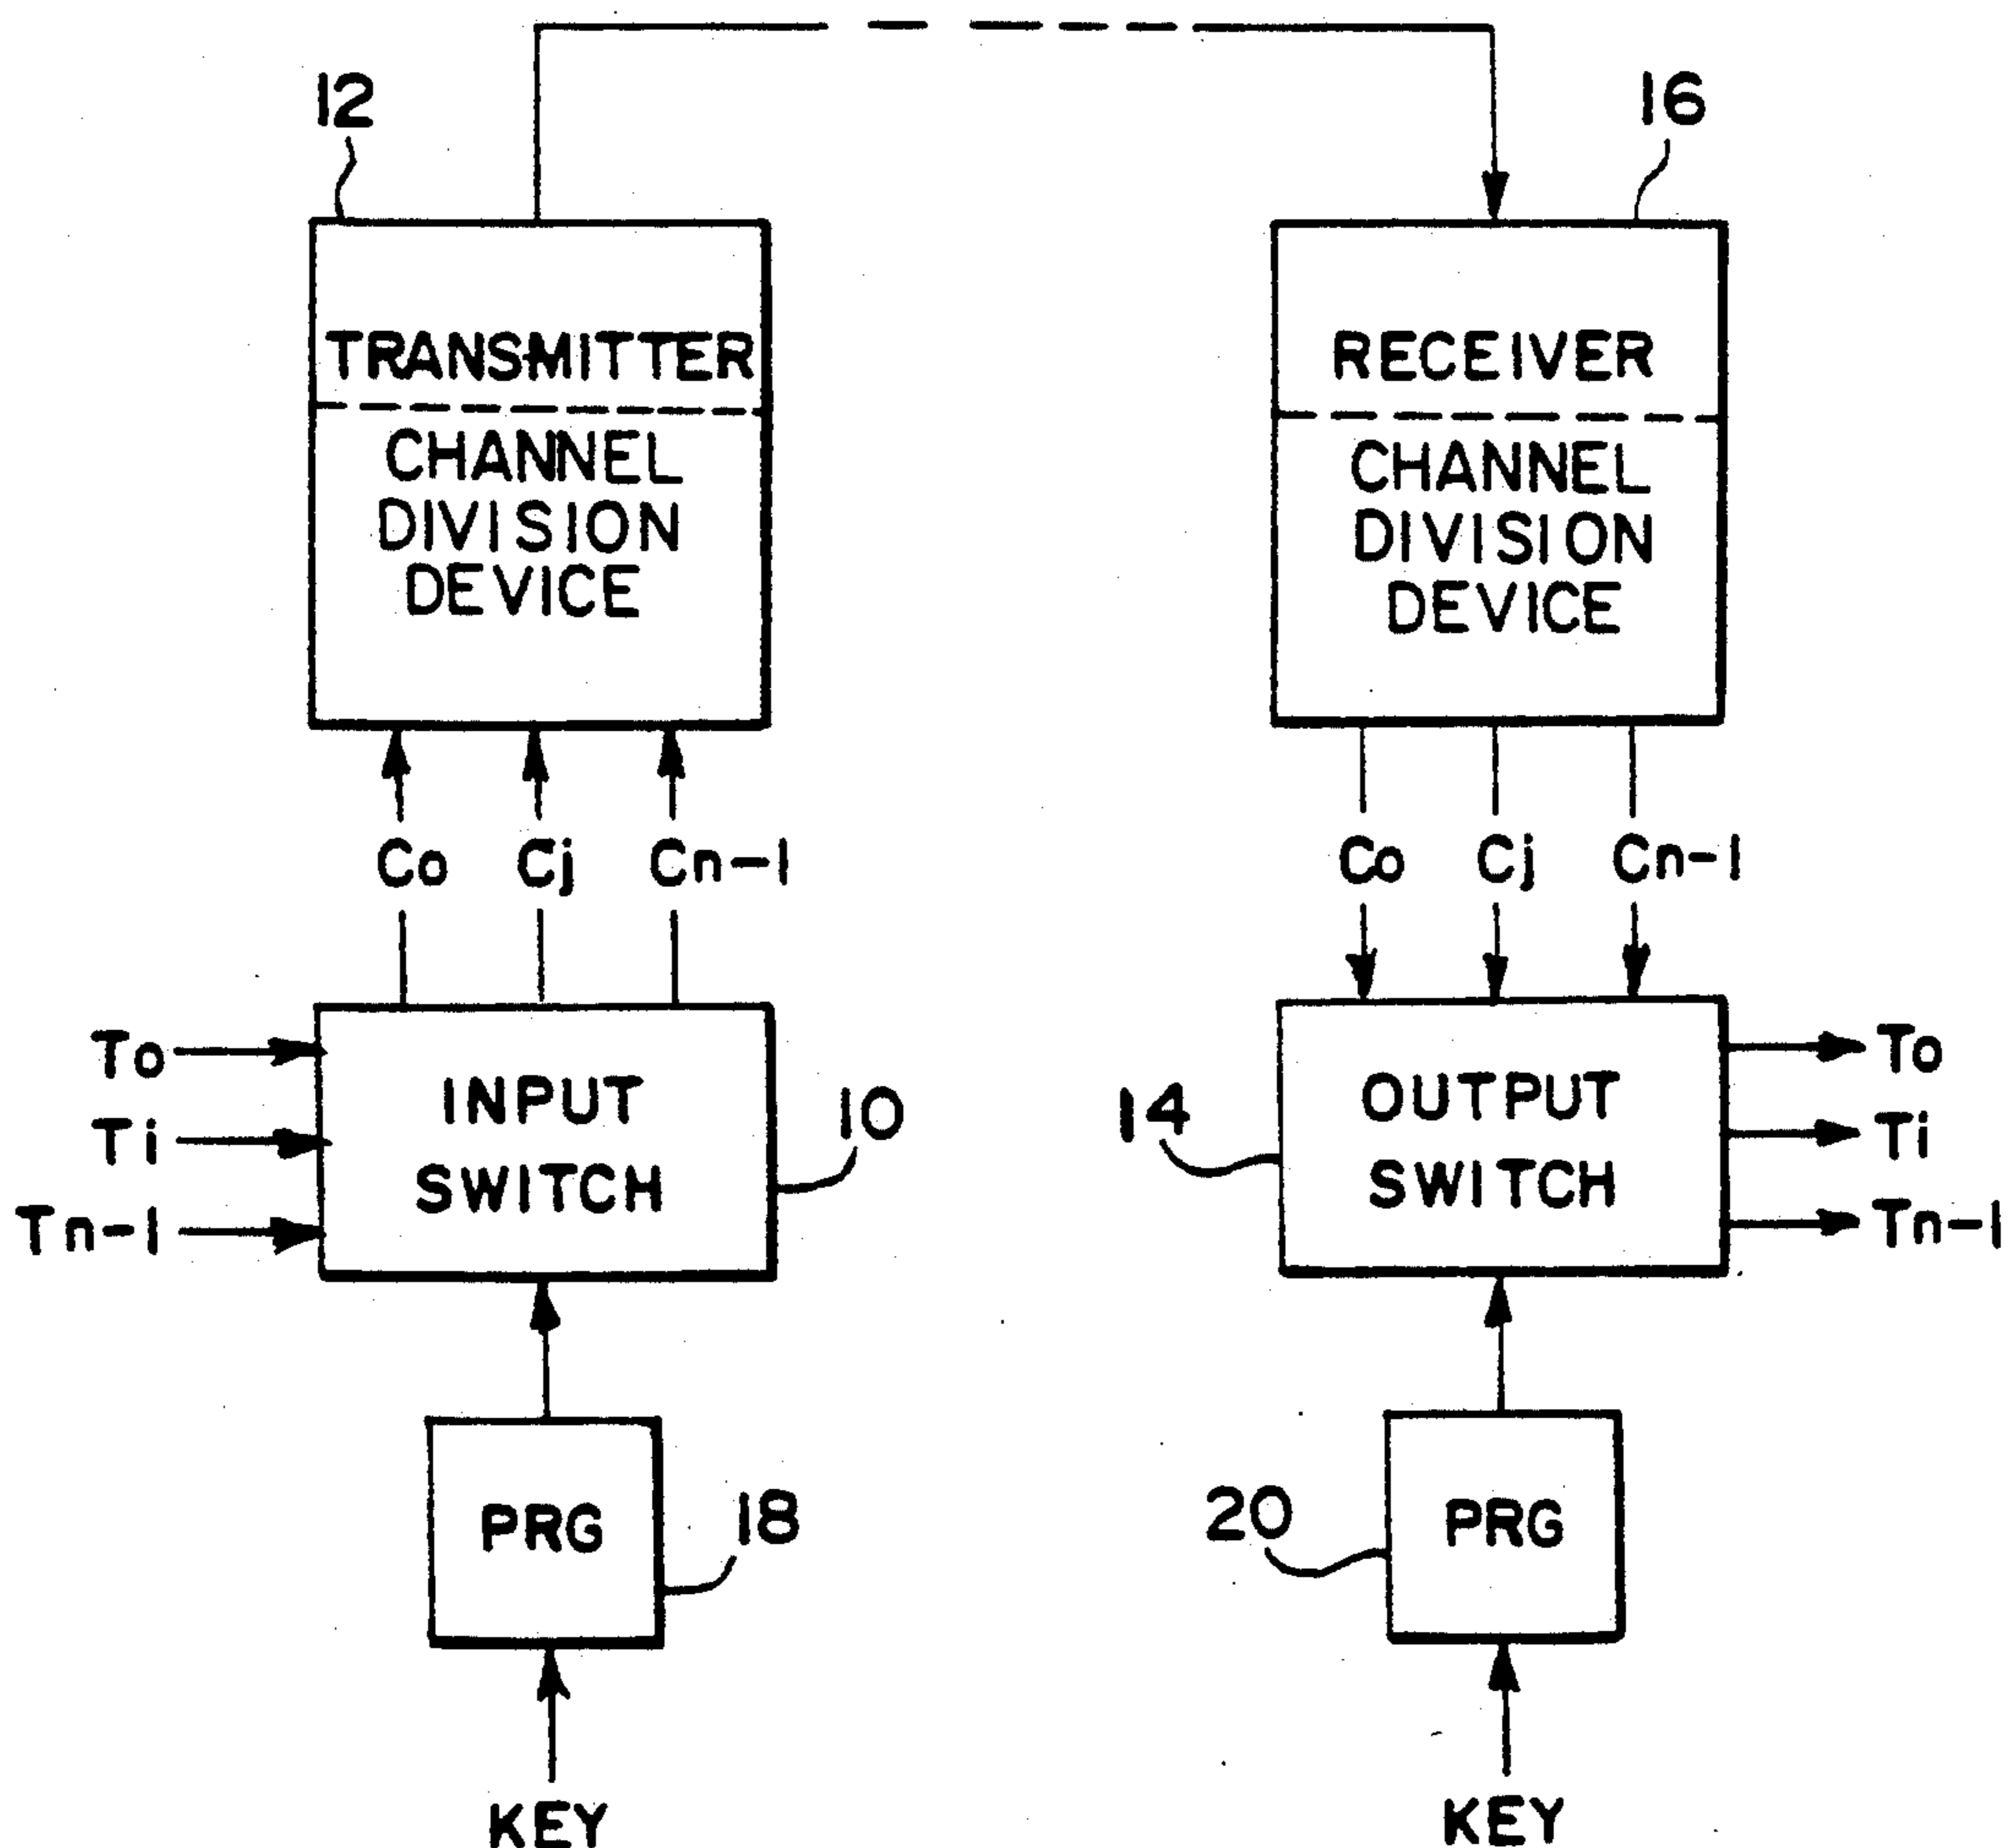 12
16
TRANSMITTER
CHANNEL
DIVISION
DEVICE
RECEIVER
CHANNEL
DIVISION
DEVICE
Co Cj Cn-1
Co Cj Cn-1
To
Ti
Tn-1
INPUT
SWITCH
10
14
OUTPUT
SWITCH
To
Ti
Tn-1
PRG
18
20
PRG
KEY
KEY